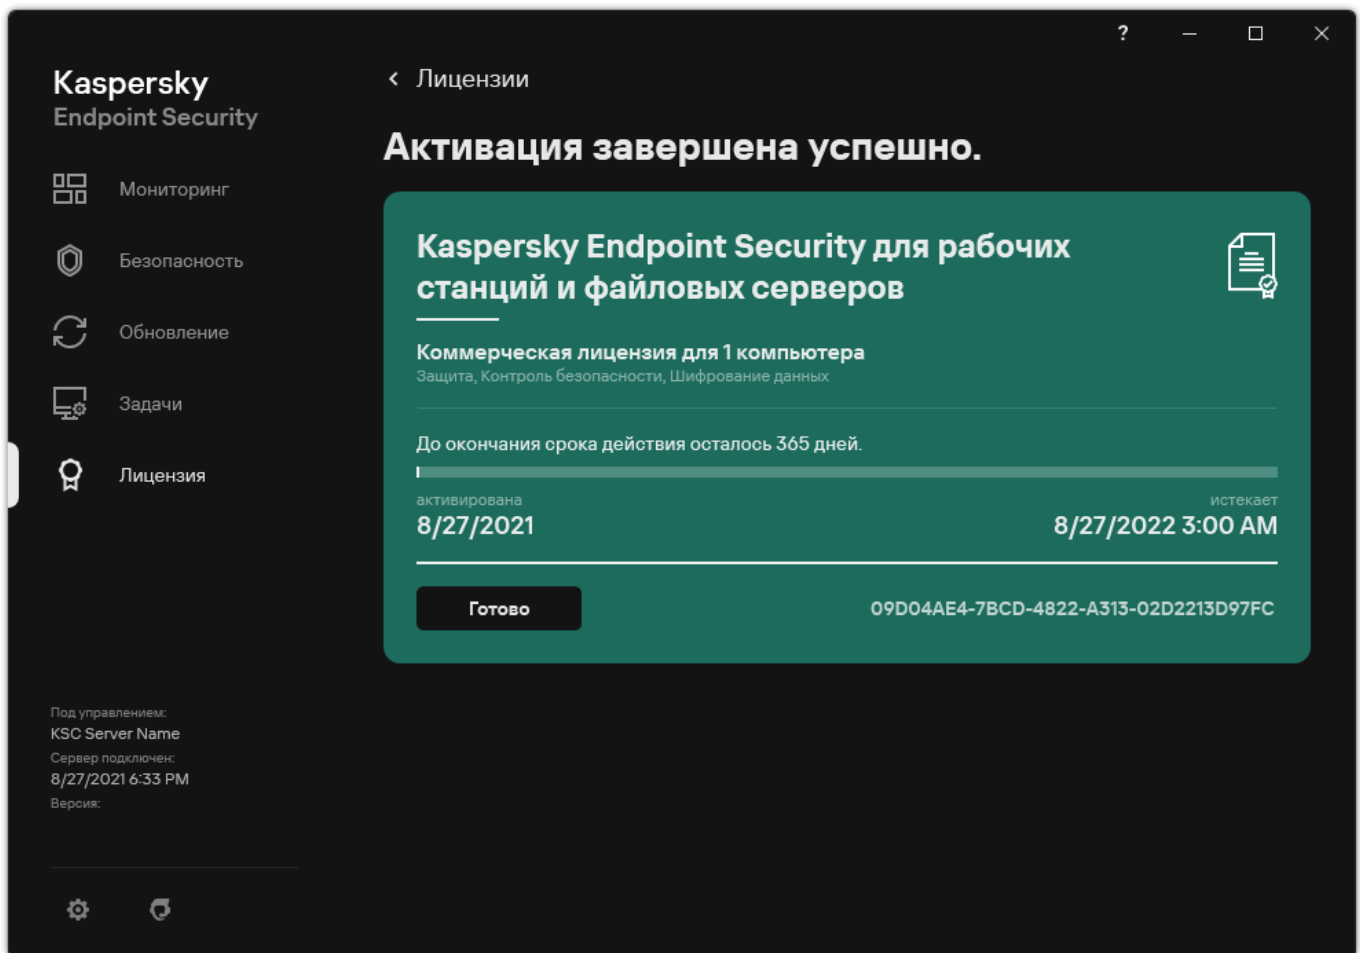 ?
Kaspersky
Endpoint Security
Мониторинг
Безопасность
Обновление
Задачи
Лицензия
Под управлением:
KSC Server Name
Сервер подключен:
8/27/2021 6:33 PM
Версия:
Лицензии
Активация завершена успешно.
Kaspersky Endpoint Security для рабочих
станций и файловых серверов
Коммерческая лицензия для 1 компьютера
Защита, Контроль безопасности, Шифрование данных
До окончания срока действия осталось 365 дней.
активирована
8/27/2021
истекает
8/27/2022 3:00 AM
Готово
09D04AE4-7BCD-4822-A313-02D2213D97FC